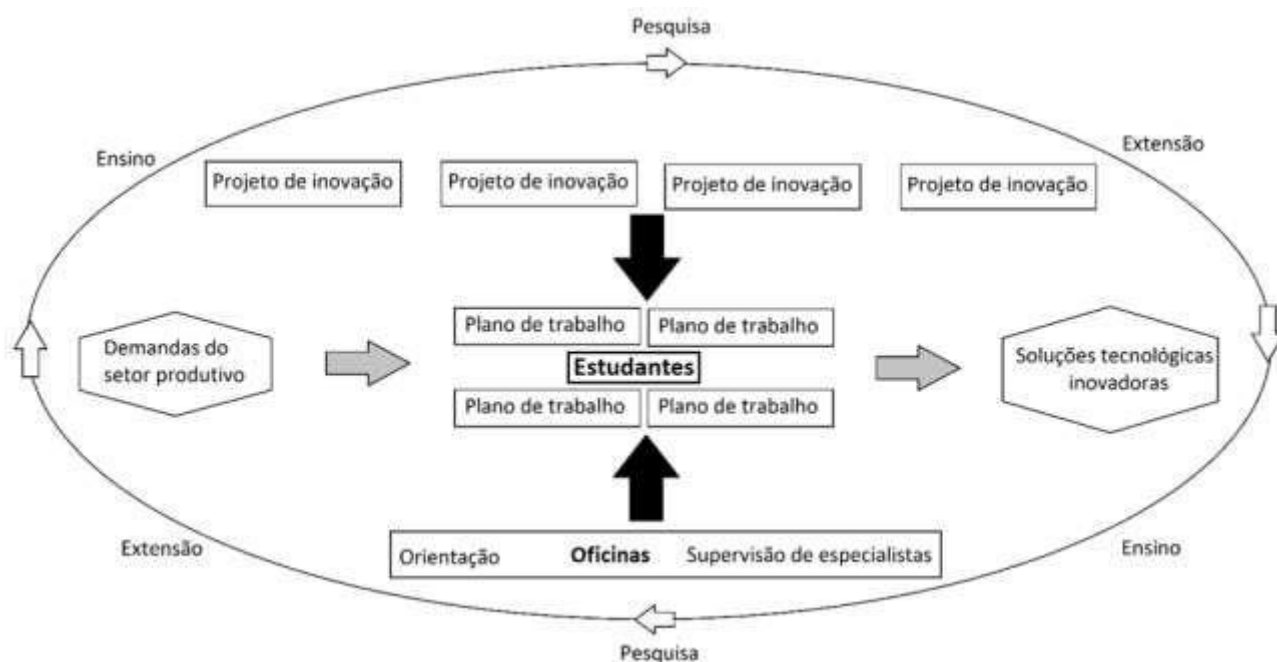 Pesquisa
Ensino
Extensão
Projeto de inovação
Projeto de inovação
Projeto de inovação
Projeto de inovação
Demandas do
setor produtivo
Plano de trabalho
Plano de trabalho
Estudantes
Plano de trabalho
Plano de trabalho
Soluções tecnológicas
inovadoras
Extensão
Orientação Oficinas Supervisão de especialistas
Ensino
Pesquisa